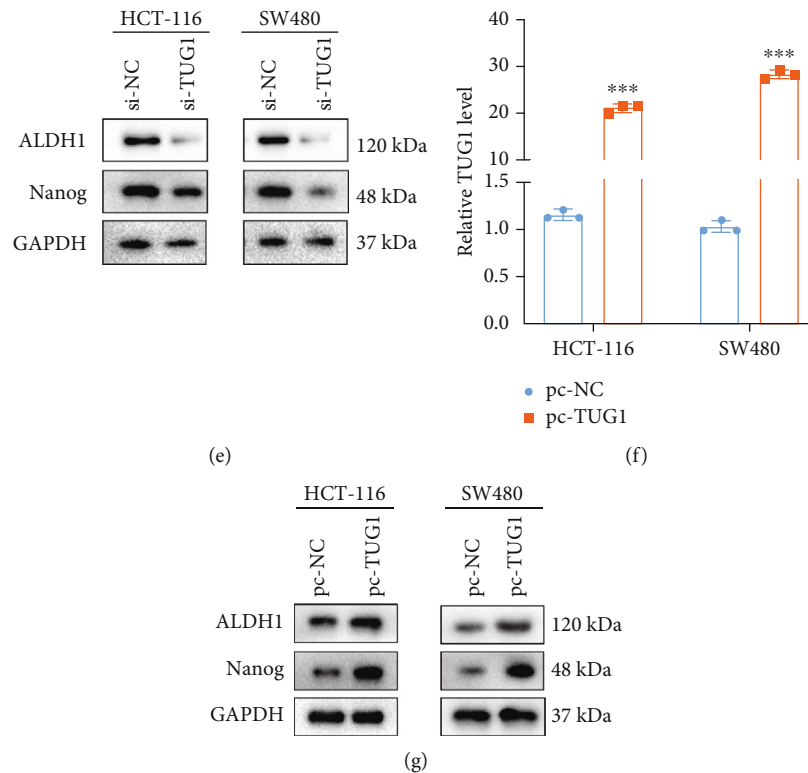 HCT-116 SW480
si-NC si-TUG1 si-NC si-TUG1
ALDH1 120 kDa
Nanog 48 kDa
GAPDH 37 kDa
(e)
Relative TUG1 level
40
30
20
10
1.5
1.0
0.5
0.0
*** ***
HCT-116 SW480
pc-NC
pc-TUG1
(f)
HCT-116 SW480
pc-NC pc-TUG1 pc-NC pc-TUG1
ALDH1 120 kDa
Nanog 48 kDa
GAPDH 37 kDa
(g)